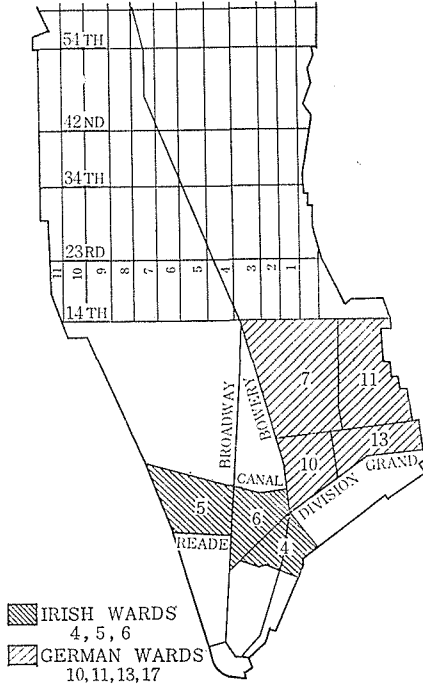 54TH
42ND
34TH
23RD
11 10 9 8 7 6 5 4 3 2 1
14TH
7
11
BROADWAY
BOWERY
13
10
GRAND
CANAL
DIVISION
5
6
READE
4
IRISH WARDS
4, 5, 6
GERMAN WARDS
10, 11, 13, 17